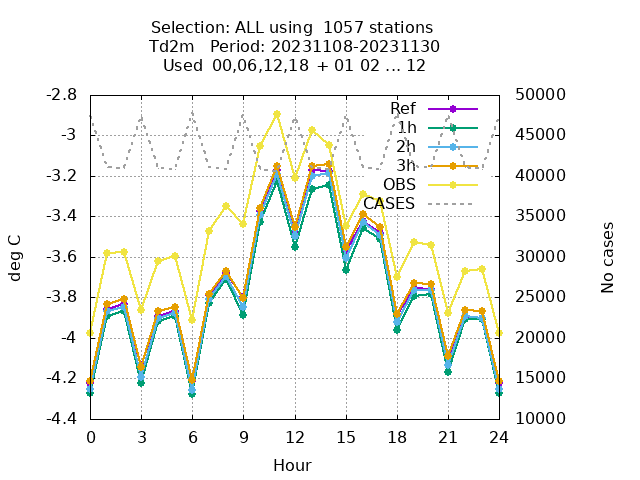 Selection: ALL using  1057 stations
Td2m   Period: 20231108-20231130
Used  00,06,12,18 + 01 02 ... 12
-2.8
-3
-3.2
-3.4
-3.6
-3.8
-4
-4.2
-4.4
50000
45000
40000
35000
30000
25000
20000
15000
10000
deg C
No cases
Ref
1h
2h
3h
OBS
CASES
0 3 6 9 12 15 18 21 24
Hour